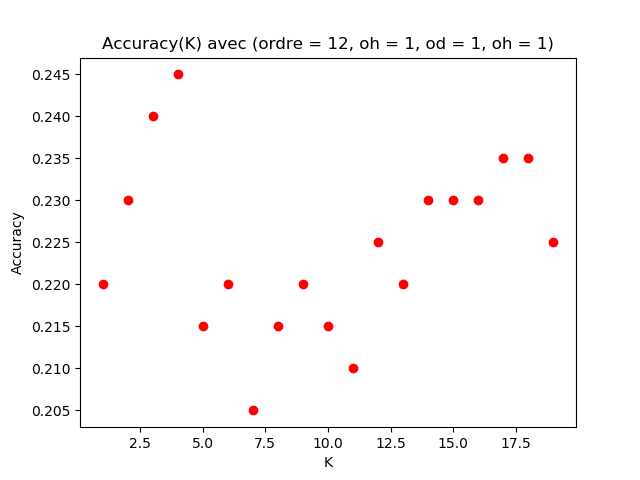 Accuracy(K) avec (ordre = 12, oh = 1, od = 1, oh = 1)
0.245
0.240
0.235
0.230
0.225
0.220
0.215
0.210
0.205
Accuracy
2.5 5.0 7.5 10.0 12.5 15.0 17.5
K